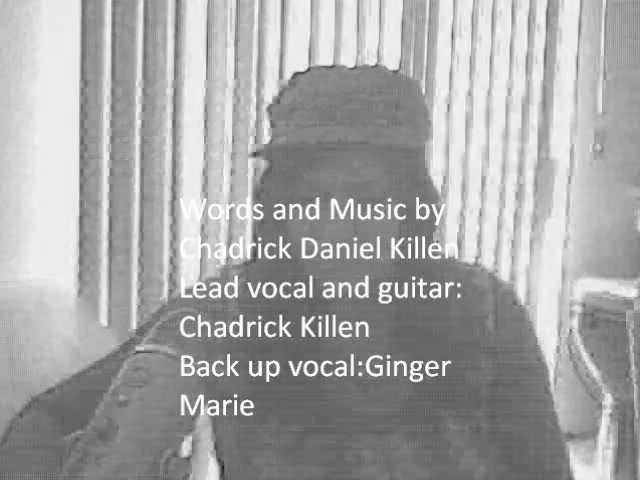 Words and Music by
Chadrick Daniel Killen
Lead vocal and guitar:
Chadrick Killen
Back up vocal:Ginger
Marie